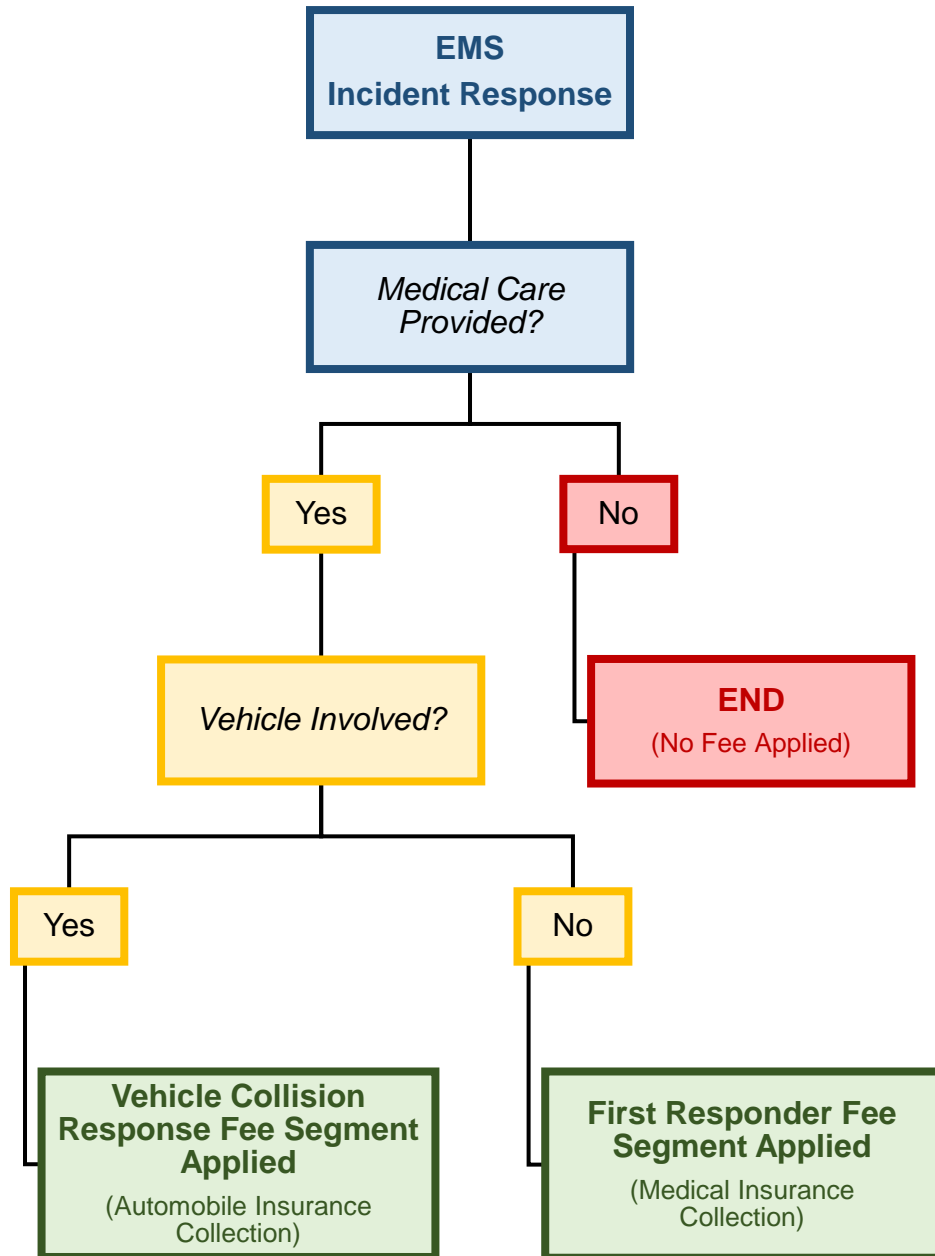 EMS
Incident Response
Medical Care
Provided?
Yes
No
Vehicle Involved?
END
(No Fee Applied)
Yes
No
Vehicle Collision
Response Fee Segment
Applied
(Automobile Insurance
Collection)
First Responder Fee
Segment Applied
(Medical Insurance
Collection)